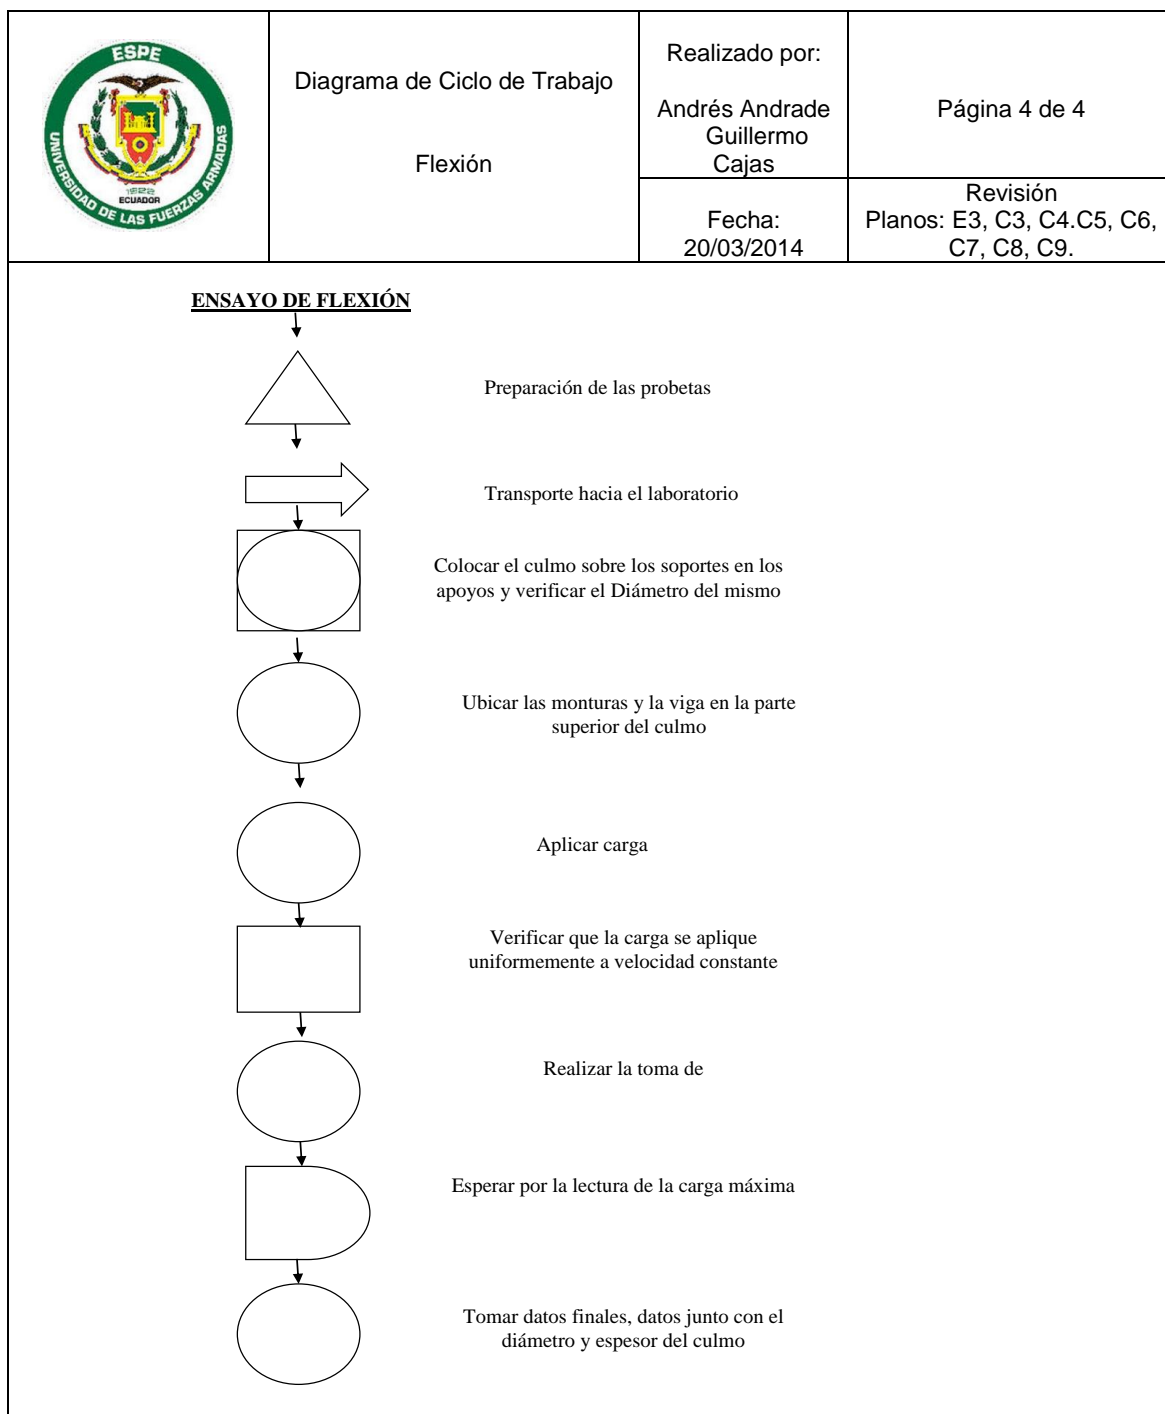 ESPE
UNIVERSIDAD DE LAS FUERZAS ARMADAS
1922
ECUADOR
Diagrama de Ciclo de Trabajo
Flexión
Realizado por:
Andrés Andrade
Guillermo
Cajas
Página 4 de 4
Fecha:
20/03/2014
Revisión
Planos: E3, C3, C4.C5, C6,
C7, C8, C9.
ENSAYO DE FLEXIÓN
Preparación de las probetas
Transporte hacia el laboratorio
Colocar el culmo sobre los soportes en los
apoyos y verificar el Diámetro del mismo
Ubicar las monturas y la viga en la parte
superior del culmo
Aplicar carga
Verificar que la carga se aplique
uniformemente a velocidad constante
Realizar la toma de
Esperar por la lectura de la carga máxima
Tomar datos finales, datos junto con el
diámetro y espesor del culmo